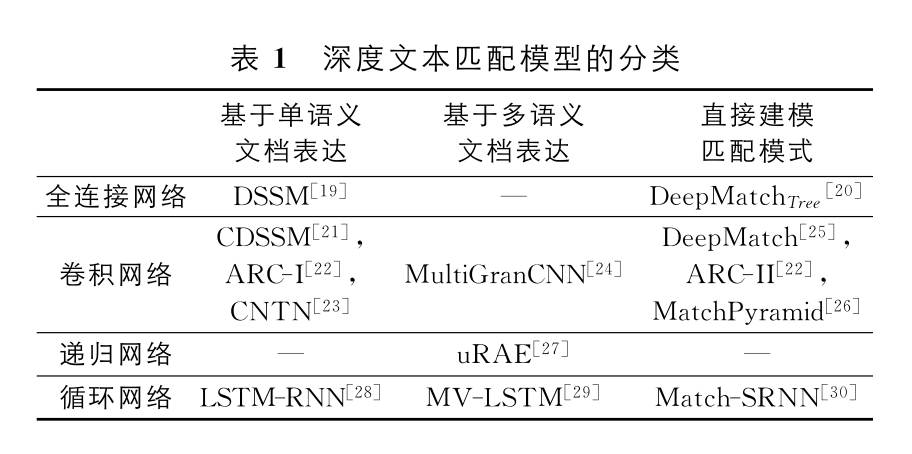 表 1 深度文本匹配模型的分类
基于单语义 基于多语义 直接建模
文档表达 文档表达 匹配模式
全连接网络 DSSM[19] — DeepMatchTree[20]
CDSSM[21], DeepMatch[25],
卷积网络 ARC-I[22], MultiGranCNN[24] ARC-II[22],
CNTN[23] MatchPyramid[26]
递归网络 — uRAE[27] —
循环网络 LSTM-RNN[28] MV-LSTM[29] Match-SRNN[30]